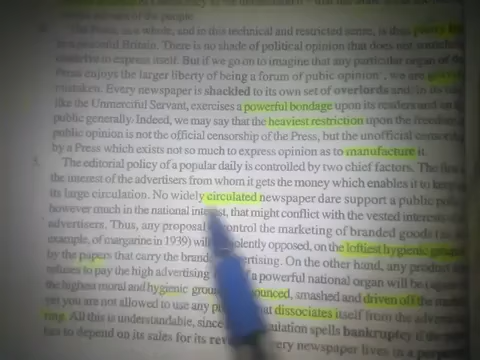 the Press as a whole, and in this technical and restricted sense, is thus
Britain. There is no shade of political opinion that does not
to express itself. But if we go on to imagine that any particular organ of the
Press enjoys the larger liberty of being a forum of pubic opinion', we are
mistaken. Every newspaper is shackled to its own set of overlords and, in its
like the Unmerciful Servant, exercises a powerful bondage upon its readers and on
public generally. Indeed, we may say that the heaviest restriction upon the freedom
public opinion is not the official censorship of the Press, but the unofficial censorship
by a Press which exists not so much to express opinion as to manufacture it.
The editorial policy of a popular daily is controlled by two chief factors. The first
the interest of the advertisers from whom it gets the money which enables it to keep
its large circulation. No widely circulated newspaper dare support a public
however much in the national interest, that might conflict with the vested interests
advertisers. Thus, any proposal control the marketing of branded goods
example, of margarine in 1939) will violently opposed, on the loftiest hygienic grounds
by the papers that carry the branded advertising. On the other hand, any product
refuses to pay the high advertising of a powerful national organ will be
the highest moral and hygienic smashed and driven off the
yet you are not allowed to use any that dissociates itself from the
ring. All this is understandable, since circulation spells bankruptcy
has to depend on its sales for its every newspaper lives in a